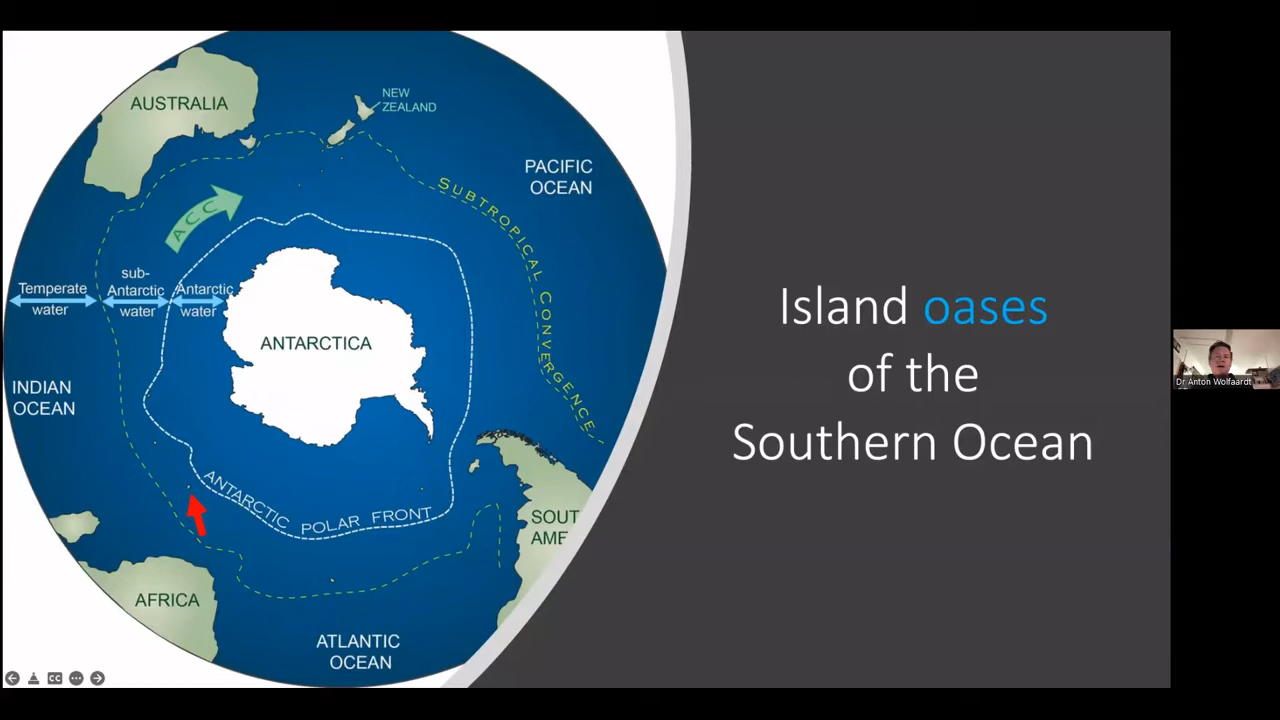 AUSTRALIA
NEW
ZEALAND
PACIFIC
OCEAN
SUBTROPICAL CONVERGENCE
ACC
Temperate
water
sub-
Antarctic
water
Antarctic
water
ANTARCTICA
INDIAN
OCEAN
ANTARCTIC POLAR FRONT
SOUT
AME
AFRICA
ATLANTIC
OCEAN
CC
Island oases
of the
Southern Ocean
Dr Anton Wolfaardt